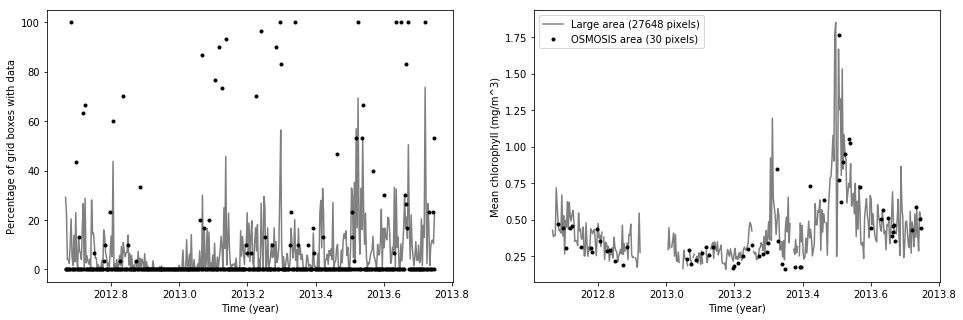 Percentage of grid boxes with data
100
80
60
40
20
0
2012.8 2013.0 2013.2 2013.4 2013.6 2013.8
Time (year)
Mean chlorophyll (mg/m^3)
Large area (27648 pixels)
OSMOSIS area (30 pixels)
1.75
1.50
1.25
1.00
0.75
0.50
0.25
2012.8 2013.0 2013.2 2013.4 2013.6 2013.8
Time (year)